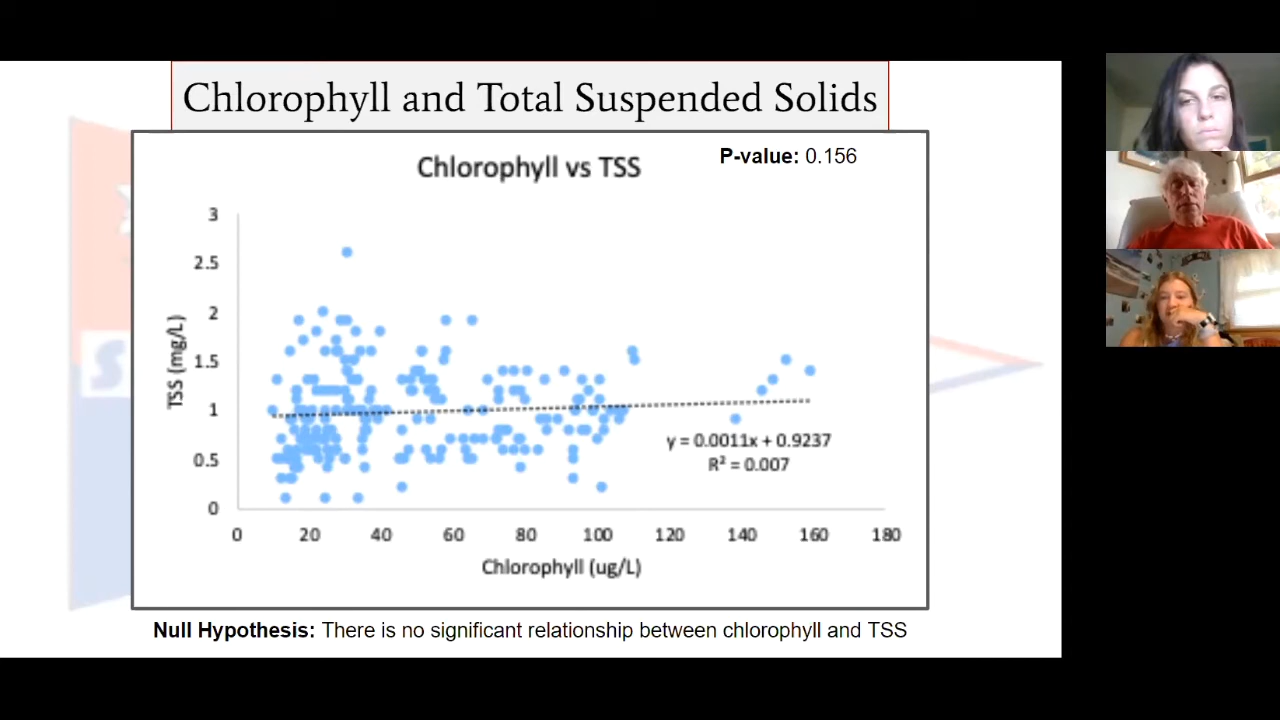 Chlorophyll and Total Suspended Solids
Chlorophyll vs TSS
P-value: 0.156
TSS (mg/L)
3
2.5
2
1.5
1
0.5
0
y = 0.0011x + 0.9237
R² = 0.007
0 20 40 60 80 100 120 140 160 180
Chlorophyll (ug/L)
Null Hypothesis: There is no significant relationship between chlorophyll and TSS
S